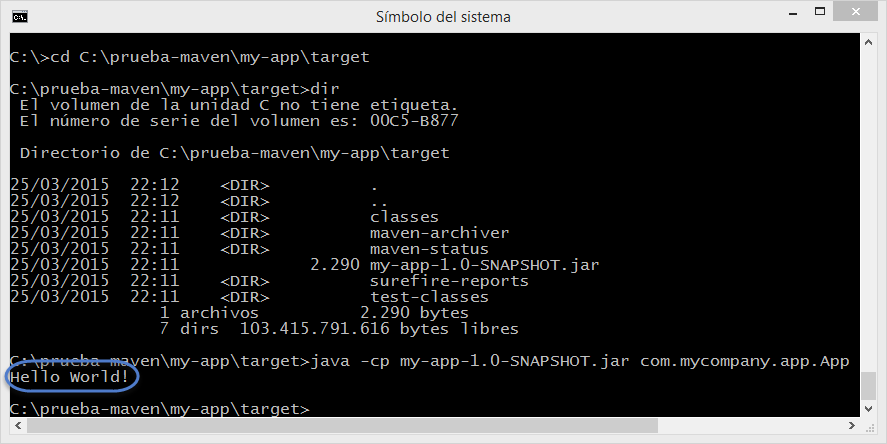 Símbolo del sistema
C:\>cd C:\prueba-maven\my-app\target
C:\prueba-maven\my-app\target>dir
El volumen de la unidad C no tiene etiqueta.
El número de serie del volumen es: 00C5-B877
Directorio de C:\prueba-maven\my-app\target
25/03/2015  22:12    <DIR>          .
25/03/2015  22:12    <DIR>          ..
25/03/2015  22:11    <DIR>          classes
25/03/2015  22:11    <DIR>          maven-archiver
25/03/2015  22:11    <DIR>          maven-status
25/03/2015  22:11             2.290 my-app-1.0-SNAPSHOT.jar
25/03/2015  22:11    <DIR>          surefire-reports
25/03/2015  22:11    <DIR>          test-classes
1 archivos          2.290 bytes
7 dirs  103.415.791.616 bytes libres
C:\prueba-maven\my-app\target>java -cp my-app-1.0-SNAPSHOT.jar com.mycompany.app.App
Hello World!
C:\prueba-maven\my-app\target>